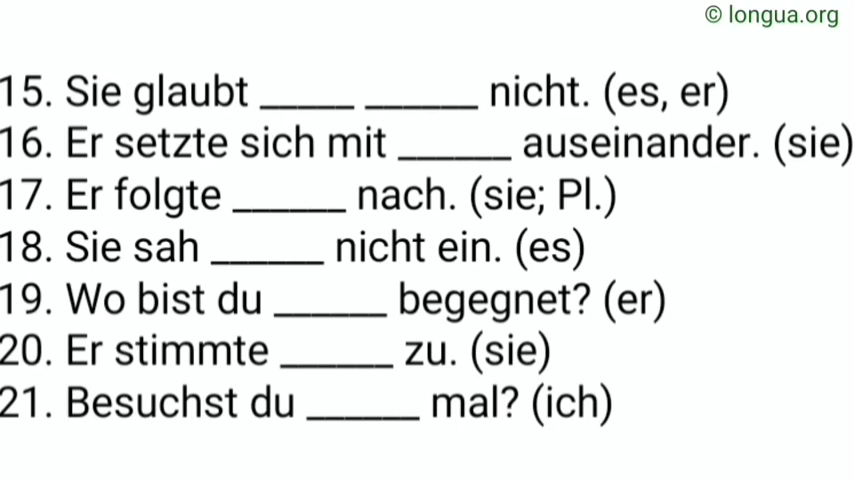 © longua.org
15. Sie glaubt _____ ______ nicht. (es, er)
16. Er setzte sich mit ______ auseinander. (sie)
17. Er folgte ______ nach. (sie; Pl.)
18. Sie sah ______ nicht ein. (es)
19. Wo bist du ______ begegnet? (er)
20. Er stimmte ______ zu. (sie)
21. Besuchst du ______ mal? (ich)